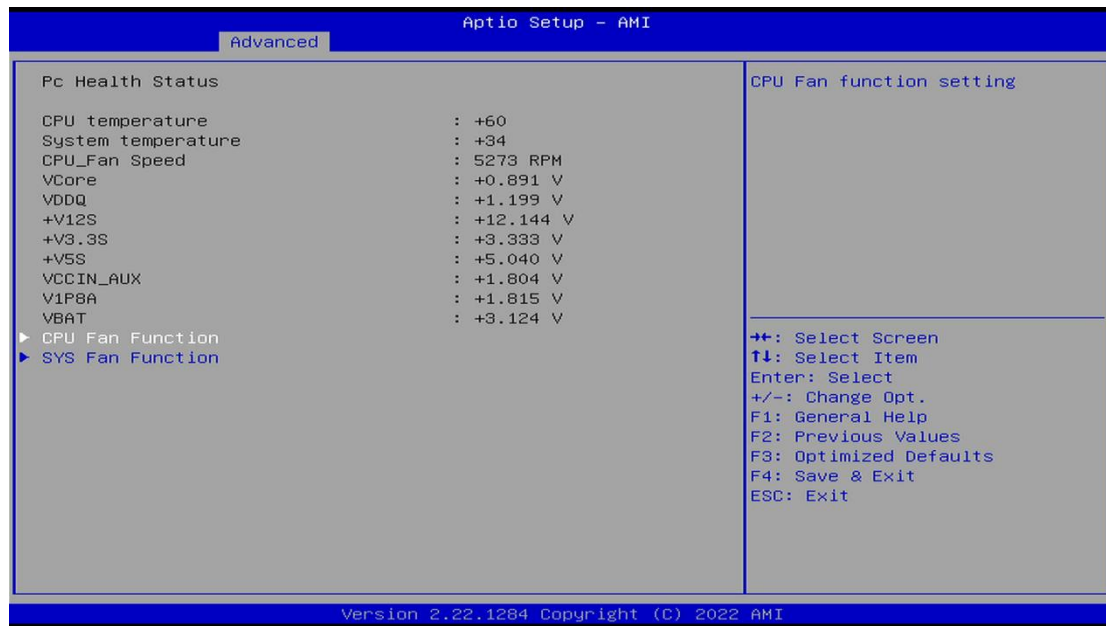 Aptio Setup – AMI
Advanced
Pc Health Status
CPU temperature : +60
System temperature : +34
CPU_Fan Speed : 5273 RPM
VCore : +0.891 V
VDDQ : +1.199 V
+V12S : +12.144 V
+V3.3S : +3.333 V
+V5S : +5.040 V
VCCIN_AUX : +1.804 V
V1P8A : +1.815 V
VBAT : +3.124 V
► CPU Fan Function
► SYS Fan Function
CPU Fan function setting
→←: Select Screen
↑↓: Select Item
Enter: Select
+/-: Change Opt.
F1: General Help
F2: Previous Values
F3: Optimized Defaults
F4: Save & Exit
ESC: Exit
Version 2.22.1284 Copyright (C) 2022 AMI